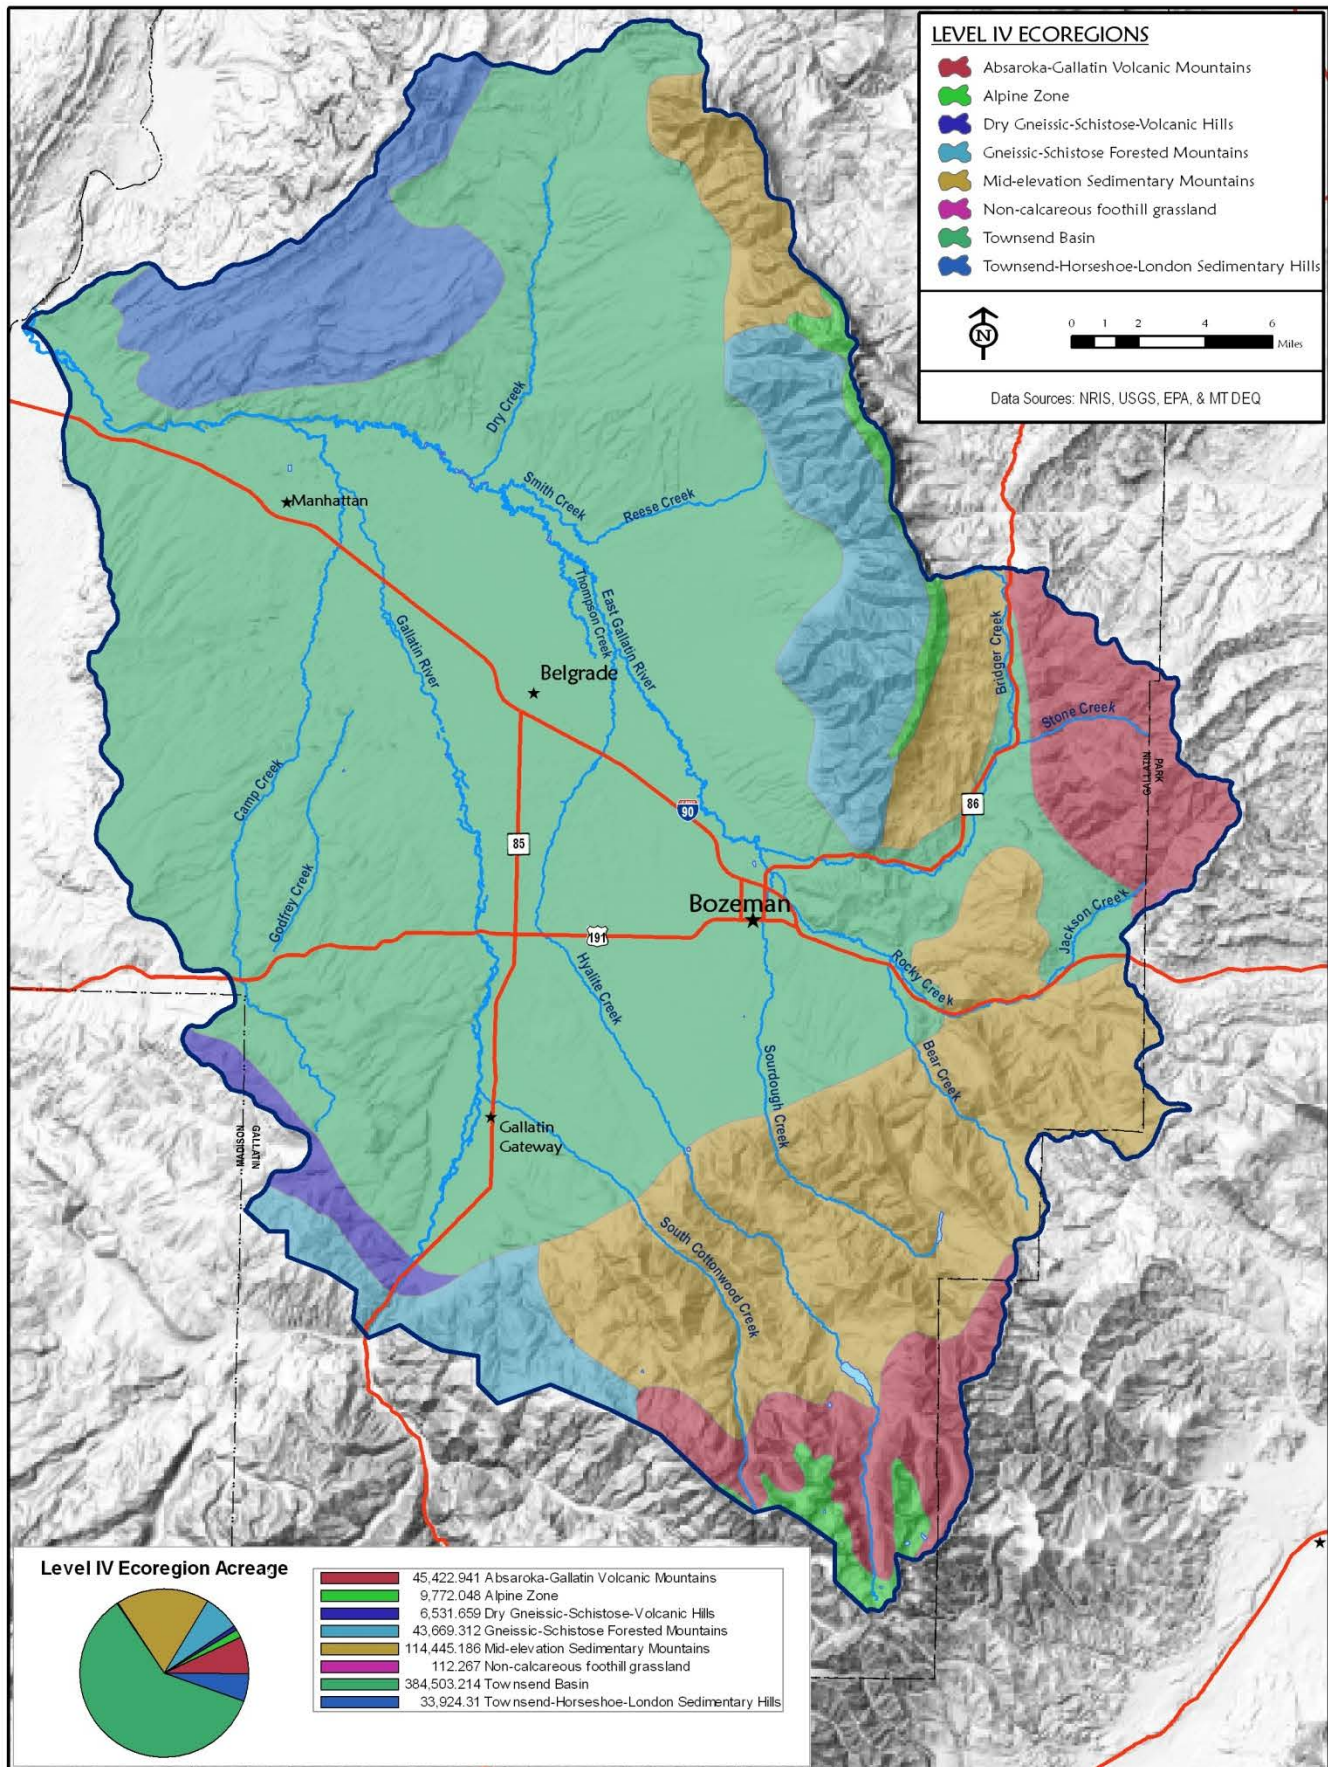 LEVEL IV ECOREGIONS
Absaroka-Gallatin Volcanic Mountains
Alpine Zone
Dry Gneissic-Schistose-Volcanic Hills
Gneissic-Schistose Forested Mountains
Mid-elevation Sedimentary Mountains
Non-calcareous foothill grassland
Townsend Basin
Townsend-Horseshoe-London Sedimentary Hills
N
0 1 2 4 6
Miles
Data Sources: NRIS, USGS, EPA, & MT DEQ
Dry Creek
Manhattan
Smith Creek
Reese Creek
Thompson Creek
East Gallatin River
Gallatin River
Bridger Creek
Belgrade
Stone Creek
PARK
GALLATIN
Camp Creek
90
86
85
Godfrey Creek
Bozeman
Jackson Creek
191
Rocky Creek
Hyalite Creek
Sourdough Creek
Bear Creek
Gallatin
Gateway
MADISON
GALLATIN
South Cottonwood Creek
Level IV Ecoregion Acreage
45,422.941 Absaroka-Gallatin Volcanic Mountains
9,772.048 Alpine Zone
6,531.659 Dry Gneissic-Schistose-Volcanic Hills
43,669.312 Gneissic-Schistose Forested Mountains
114,445.186 Mid-elevation Sedimentary Mountains
112.267 Non-calcareous foothill grassland
384,503.214 Townsend Basin
33,924.31 Townsend-Horseshoe-London Sedimentary Hills